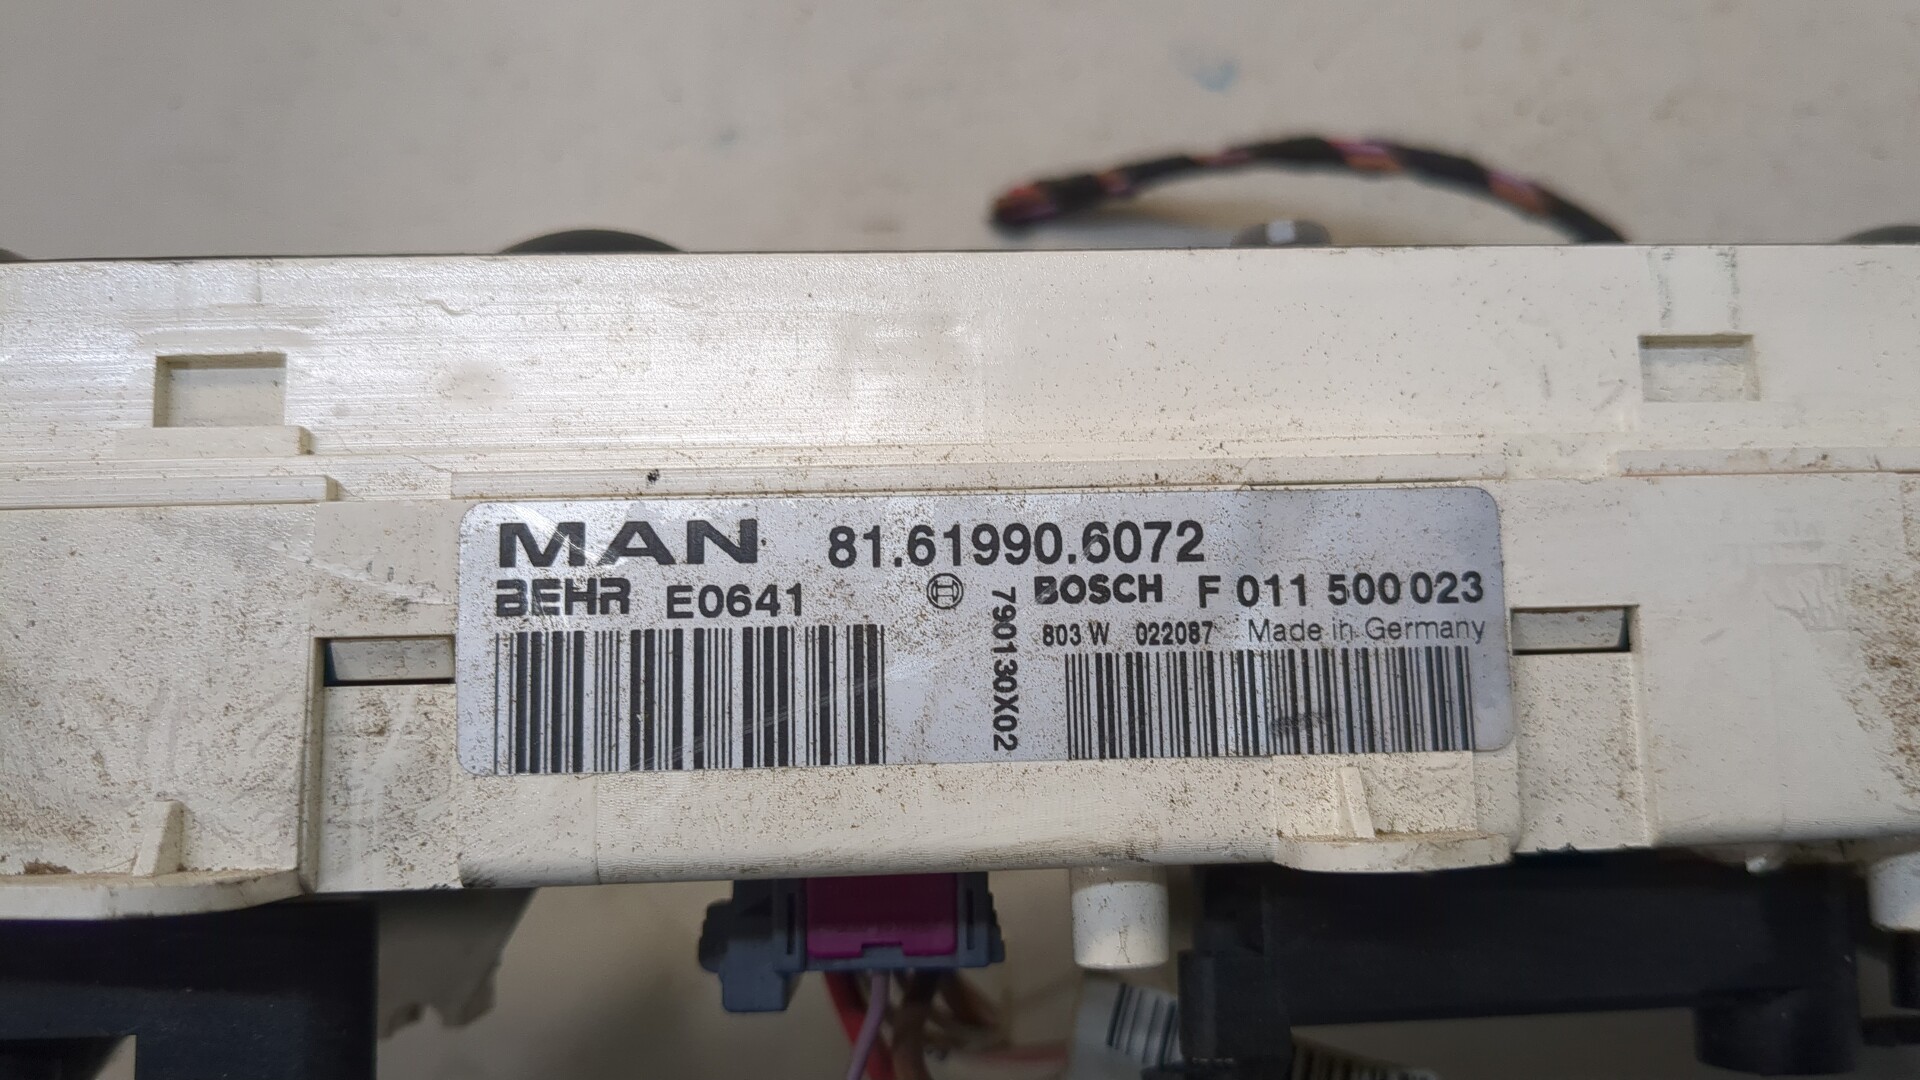 MAN 81.61990.6072
BEHR E0641 BOSCH F 011 500 023
803 W 022087 Made in Germany
790130X02